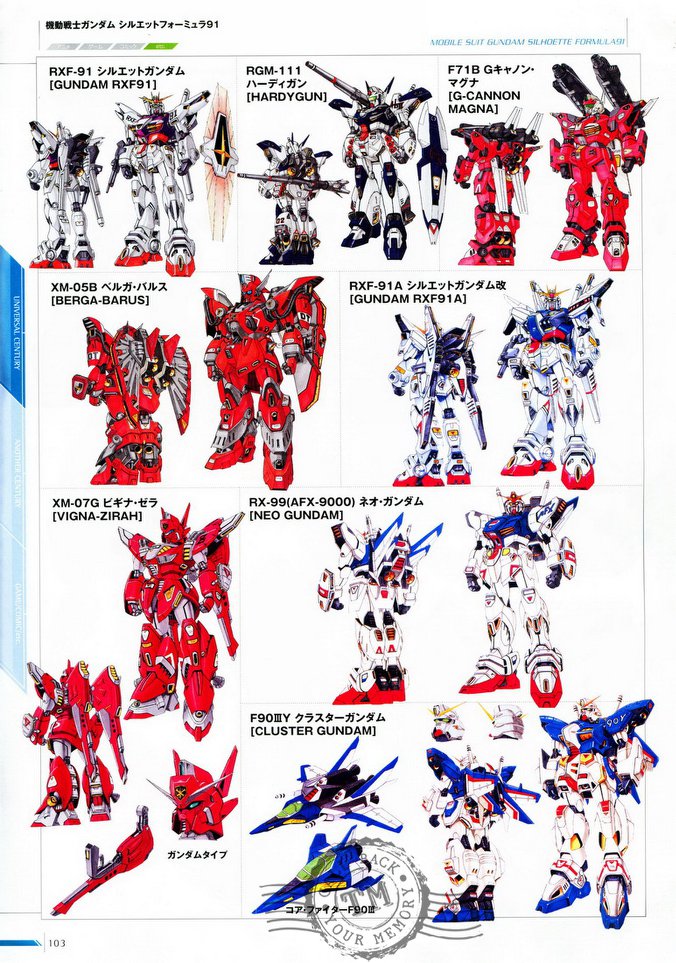 機動戦士ガンダム シルエットフォーミュラ91
MOBILE SUIT GUNDAM SILHOETTE FORMULA91
RXF-91 シルエットガンダム
[GUNDAM RXF91]
RGM-111
ハーディガン
[HARDYGUN]
F71B Gキャノン・
マグナ
[G-CANNON
MAGNA]
XM-05B ベルガ・バルス
[BERGA-BARUS]
RXF-91A シルエットガンダム改
[GUNDAM RXF91A]
UNIVERSAL CENTURY
ANOTHER CENTURY
GAME/COMIC/etc.
XM-07G ビギナ・ゼラ
[VIGNA-ZIRAH]
RX-99(AFX-9000) ネオ・ガンダム
[NEO GUNDAM]
F90ⅢY クラスターガンダム
[CLUSTER GUNDAM]
90Y
ガンダムタイプ
コア・ファイターF90Ⅲ
BACK
TM
YOUR MEMORY
103